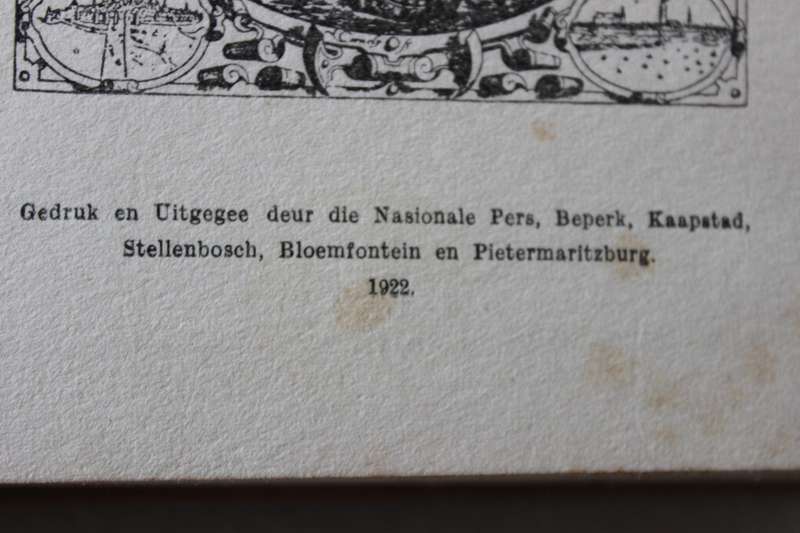 Gedruk en Uitgegee deur die Nasionale Pers, Beperk, Kaapstad,
Stellenbosch, Bloemfontein en Pietermaritzburg.
1922.